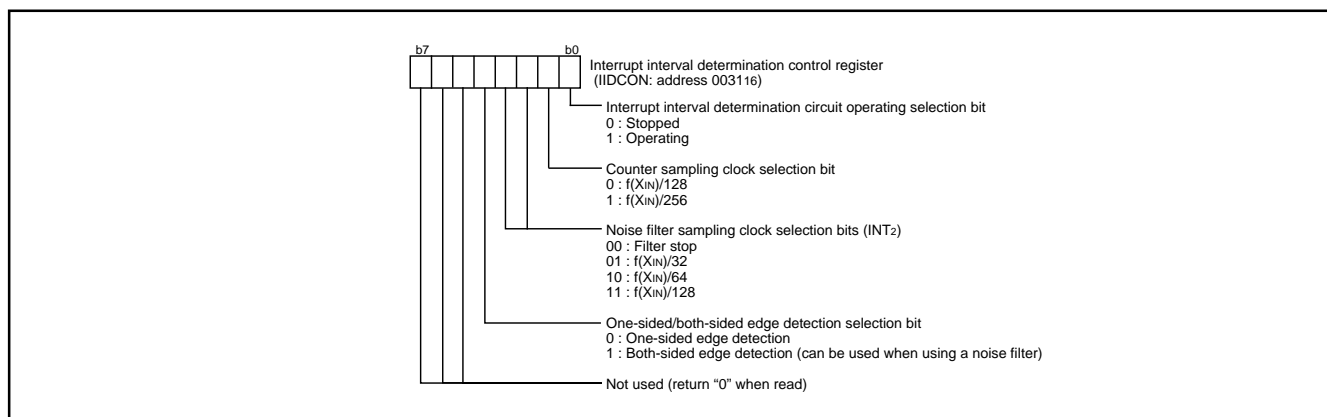 b7 b0
Interrupt interval determination control register
(IIDCON: address 003116)
Interrupt interval determination circuit operating selection bit
0 : Stopped
1 : Operating
Counter sampling clock selection bit
0 : f(XIN)/128
1 : f(XIN)/256
Noise filter sampling clock selection bits (INT2)
00 : Filter stop
01 : f(XIN)/32
10 : f(XIN)/64
11 : f(XIN)/128
One-sided/both-sided edge detection selection bit
0 : One-sided edge detection
1 : Both-sided edge detection (can be used when using a noise filter)
Not used (return “0” when read)